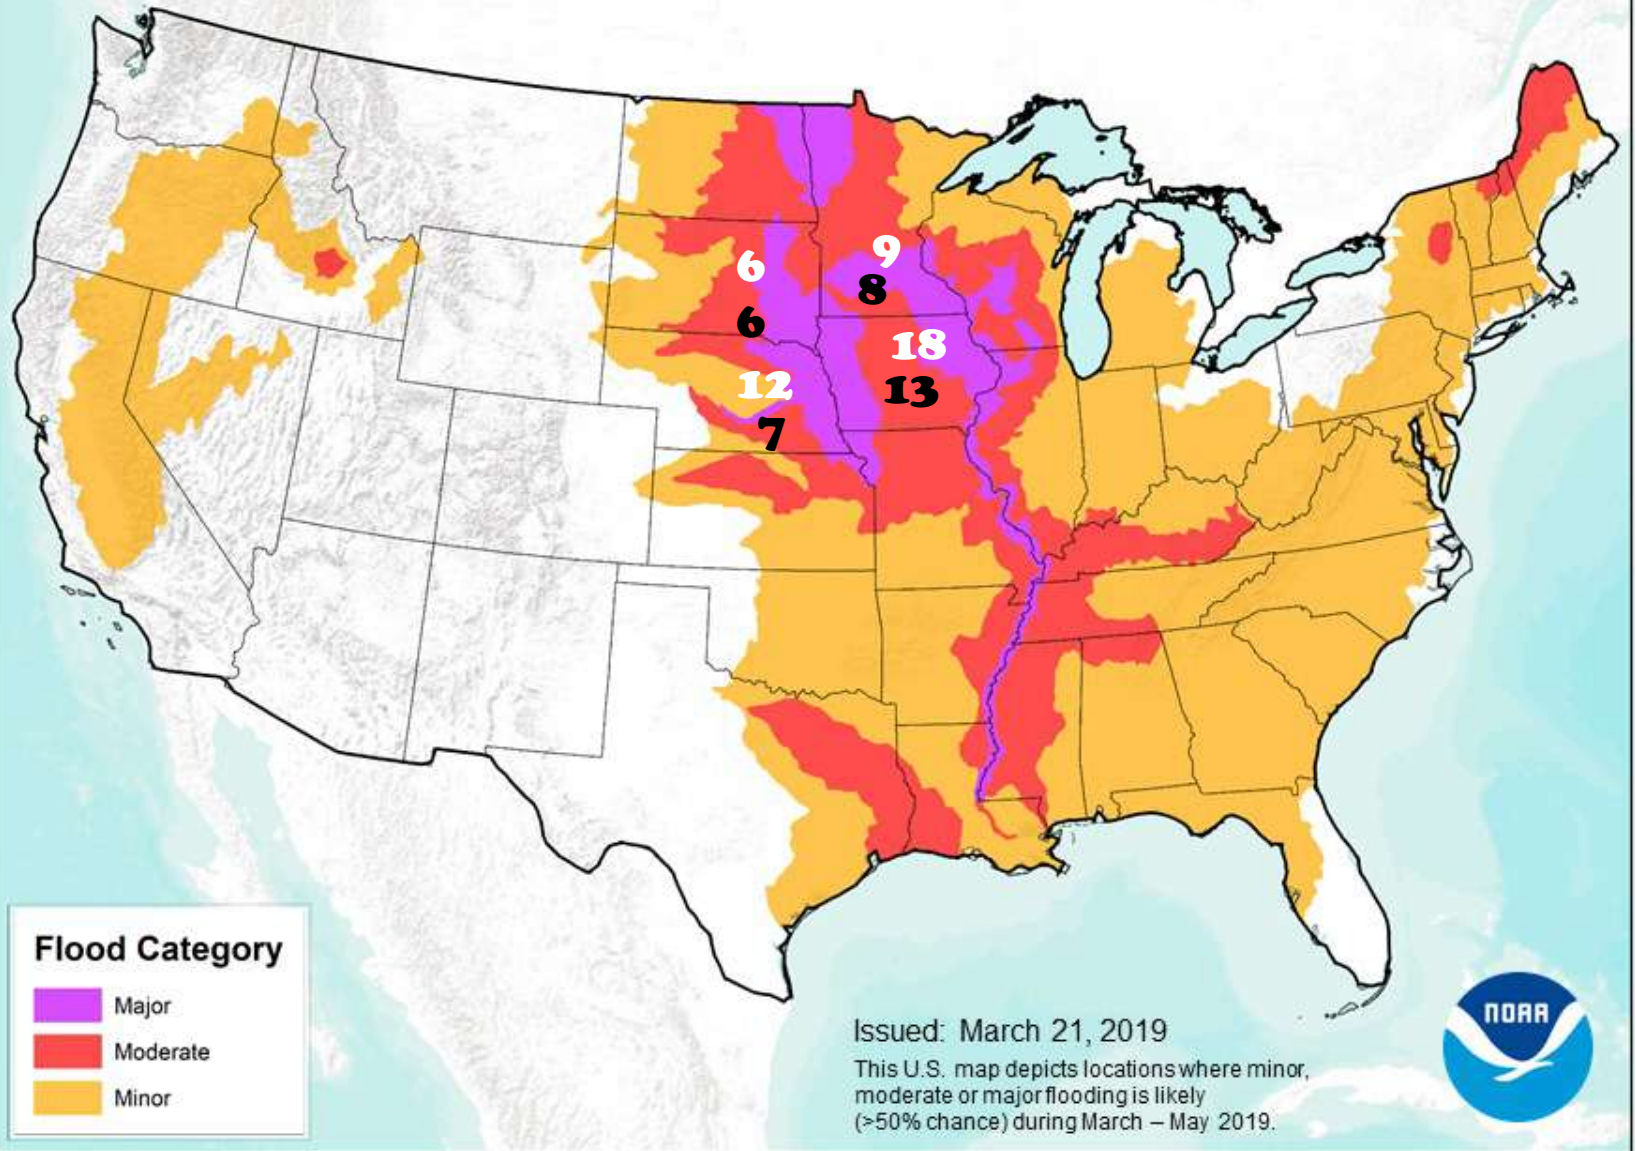 9
6
8
6
18
12
13
7
Flood Category
Major
Moderate
Minor
Issued: March 21, 2019
This U.S. map depicts locations where minor,
moderate or major flooding is likely
(>50% chance) during March – May 2019.
NOAA